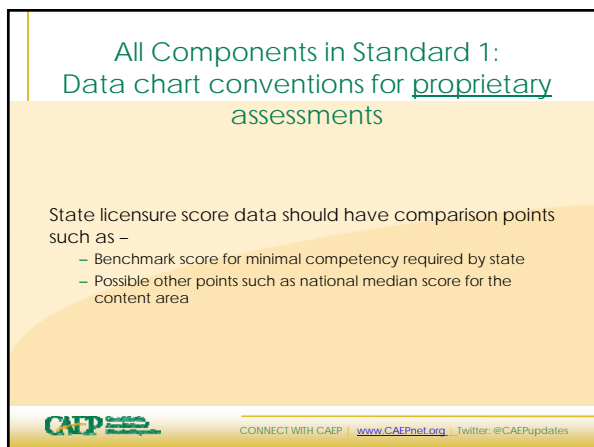 All Components in Standard 1:
Data chart conventions for proprietary
assessments
State licensure score data should have comparison points
such as –
– Benchmark score for minimal competency required by state
– Possible other points such as national median score for the
content area
CAEP
CONNECT WITH CAEP | www.CAEPnet.org | Twitter: @CAEPupdates